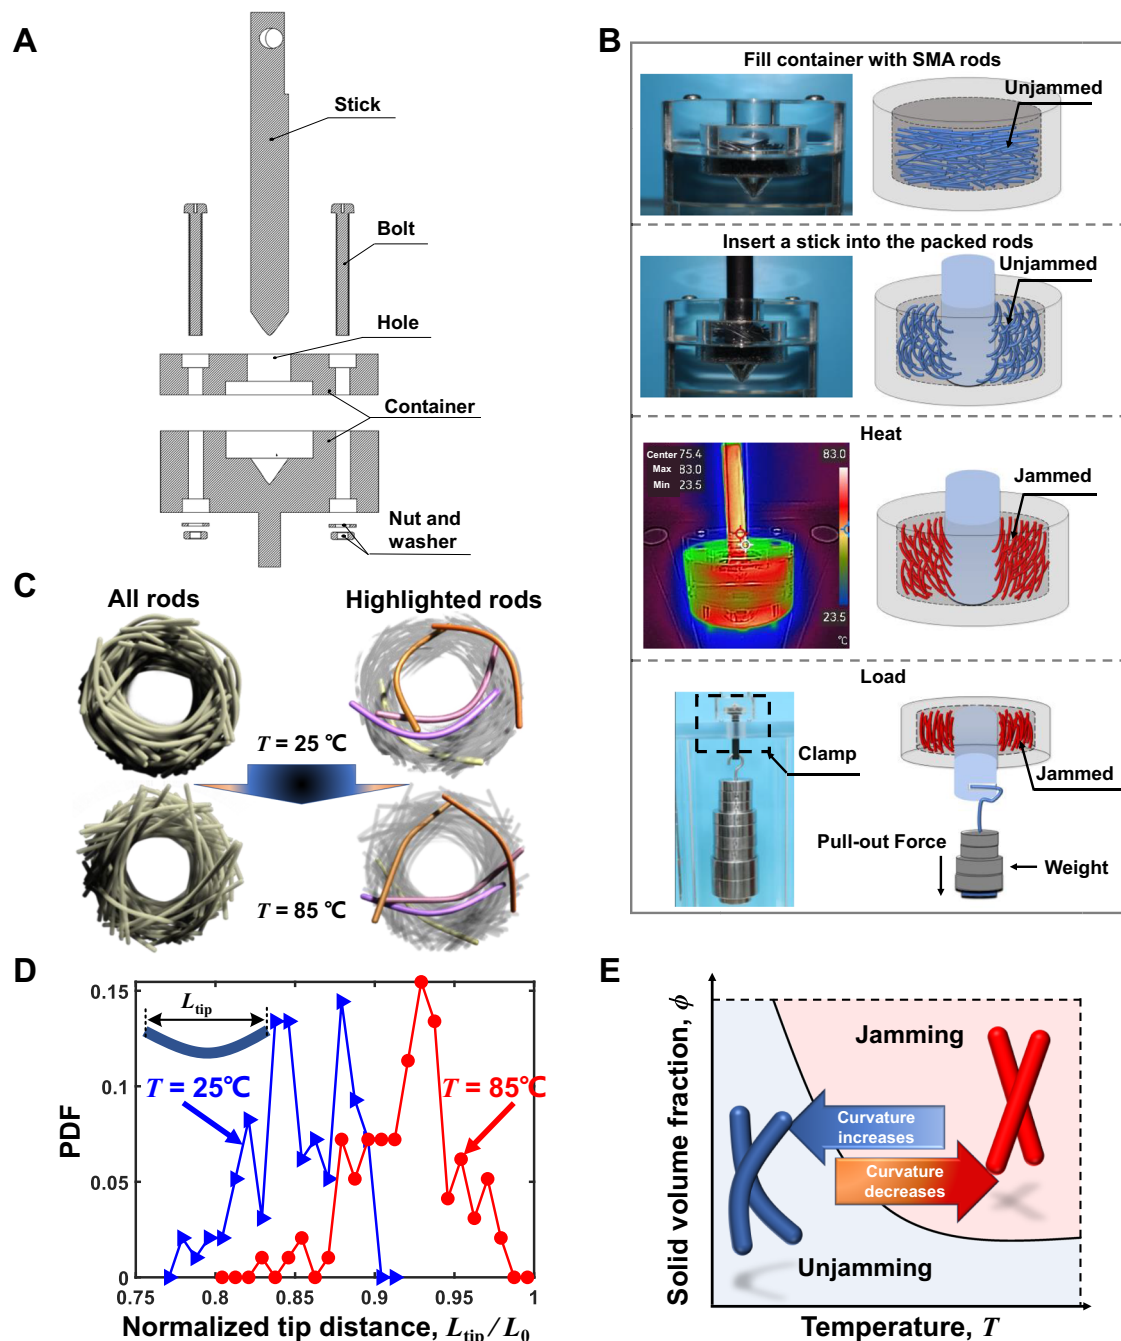 A
Stick
Bolt
Hole
Container
Nut and
washer
B
Fill container with SMA rods
Unjammed
Insert a stick into the packed rods
Unjammed
Heat
Center 75.4
Max 83.0
Min 23.5
83.0
23.5
℃
Jammed
Load
Clamp
Jammed
Pull-out Force
Weight
C
All rods
Highlighted rods
T = 25 ℃
T = 85 ℃
D
0.15
0.1
0.05
0
PDF
L_tip
T = 25℃
T = 85℃
0.75
0.8
0.85
0.9
0.95
1
Normalized tip distance, L_tip / L_0
E
Solid volume fraction, ϕ
Jamming
Curvature
increases
Curvature
decreases
Unjamming
Temperature, T